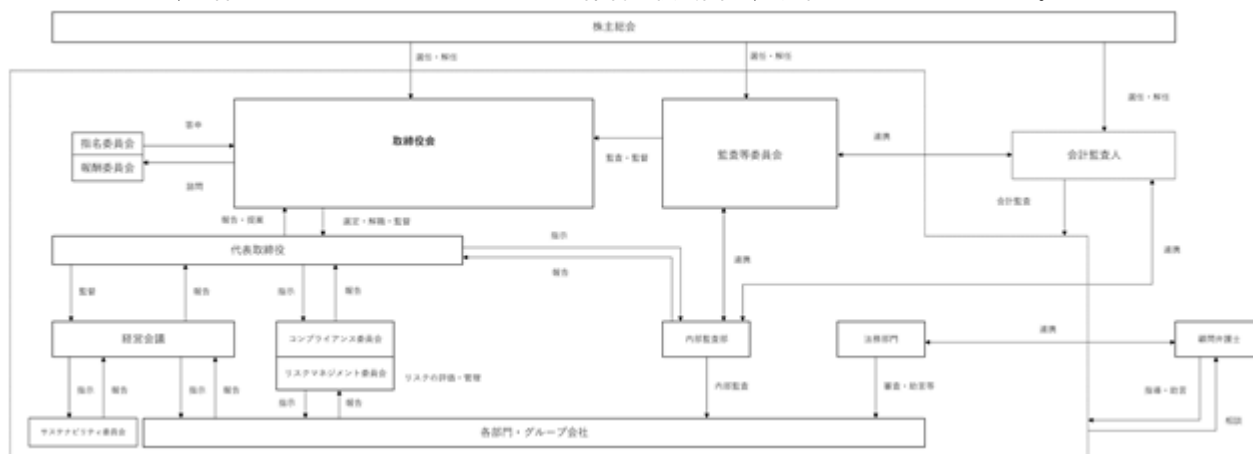 株主総会
選任・解任
選任・解任
選任・解任
答申
指名委員会
報酬委員会
諮問
取締役会
監査・監督
監査等委員会
連携
会計監査人
報告・提案
選定・解職・監督
会計監査
代表取締役
指示
報告
連携
連携
監督
報告
指示
報告
経営会議
コンプライアンス委員会
リスクマネジメント委員会
リスクの評価・管理
内部監査部
法務部門
連携
顧問弁護士
指示
報告
指示
報告
指示
報告
内部監査
審査・助言等
指導・助言
相談
サステナビリティ委員会
各部門・グループ会社